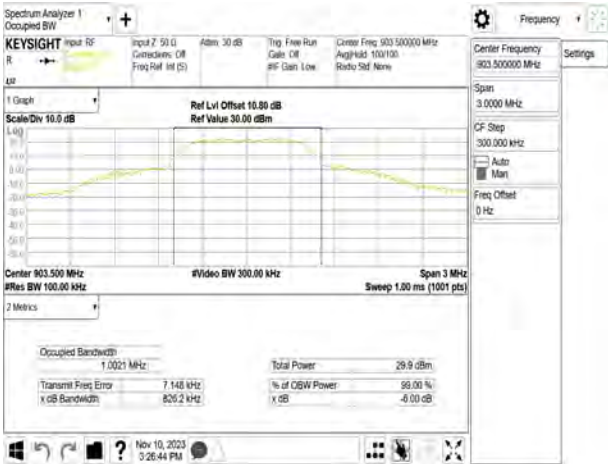 Spectrum Analyzer 1
Occupied BW
+
Frequency
KEYSIGHT
Input: RF
R
Input Z: 50 Ω
Corrections: Off
Freq Ref: Int (S)
Atten: 30 dB
Trig: Free Run
Gate: Off
#IF Gain: Low
Center Freq: 903.500000 MHz
Avg|Hold: 100/100
Radio Std: None
Center Frequency
903.500000 MHz
Settings
Span
3.0000 MHz
CF Step
300.000 kHz
Auto
Man
Freq Offset
0 Hz
1 Graph
Scale/Div 10.0 dB
Ref Lvl Offset 10.80 dB
Ref Value 30.00 dBm
Log
Center 903.500 MHz
#Res BW 100.00 kHz
#Video BW 300.00 kHz
Span 3 MHz
Sweep 1.00 ms (1001 pts)
2 Metrics
Occupied Bandwidth
1.0021 MHz
Total Power
29.9 dBm
Transmit Freq Error
7.148 kHz
% of OBW Power
99.00 %
x dB Bandwidth
826.2 kHz
x dB
-6.00 dB
?
Nov 10, 2023
3:26:44 PM